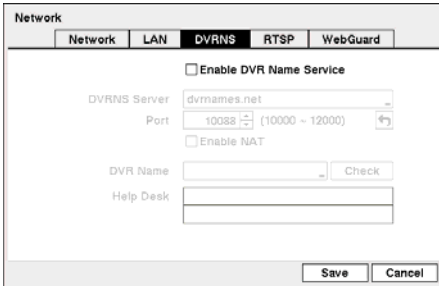 Network
Network LAN DVRNS RTSP WebGuard
Enable DVR Name Service
DVRNS Server dvrnames.net
Port 10088 (10000 ~ 12000)
Enable NAT
DVR Name Check
Help Desk
Save Cancel